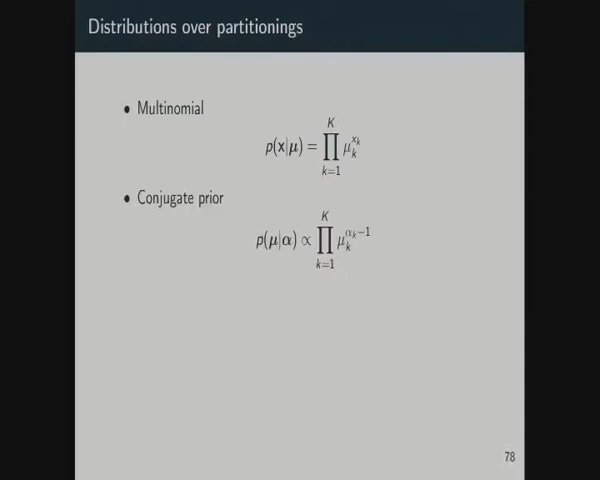 Distributions over partitionings
• Multinomial
p(x|μ) = ∏_{k=1}^{K} μ_k^{x_k}
• Conjugate prior
p(μ|α) ∝ ∏_{k=1}^{K} μ_k^{α_k−1}
78